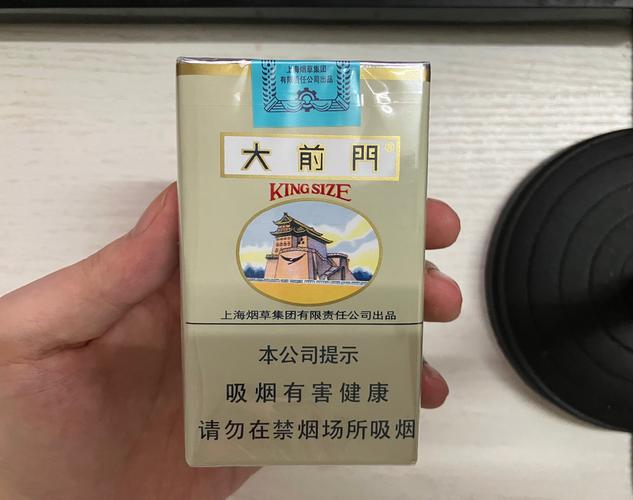 上海烟草集团
有限责任公司出品
大前門®
KING SIZE
上海烟草集团有限责任公司出品
本公司提示
吸烟有害健康
请勿在禁烟场所吸烟